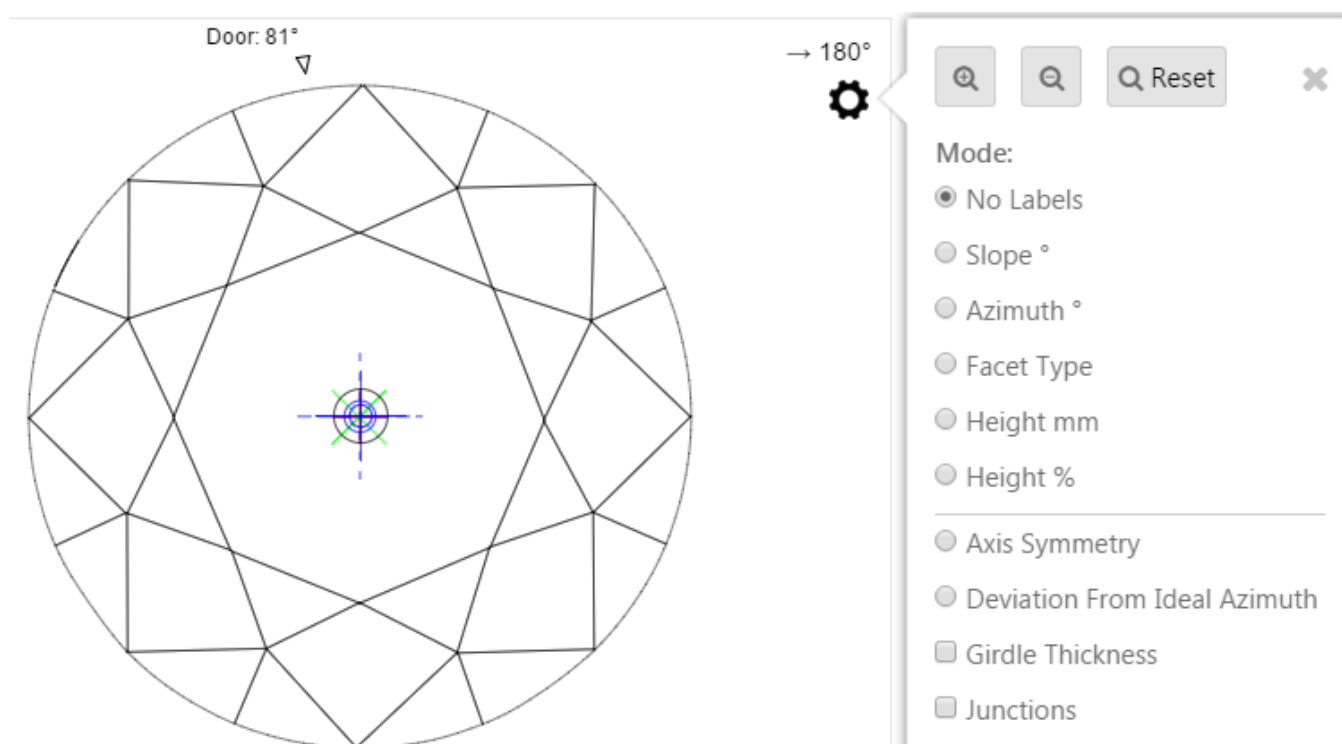 Door: 81°
→ 180°
Reset
Mode:
No Labels
Slope °
Azimuth °
Facet Type
Height mm
Height %
Axis Symmetry
Deviation From Ideal Azimuth
Girdle Thickness
Junctions